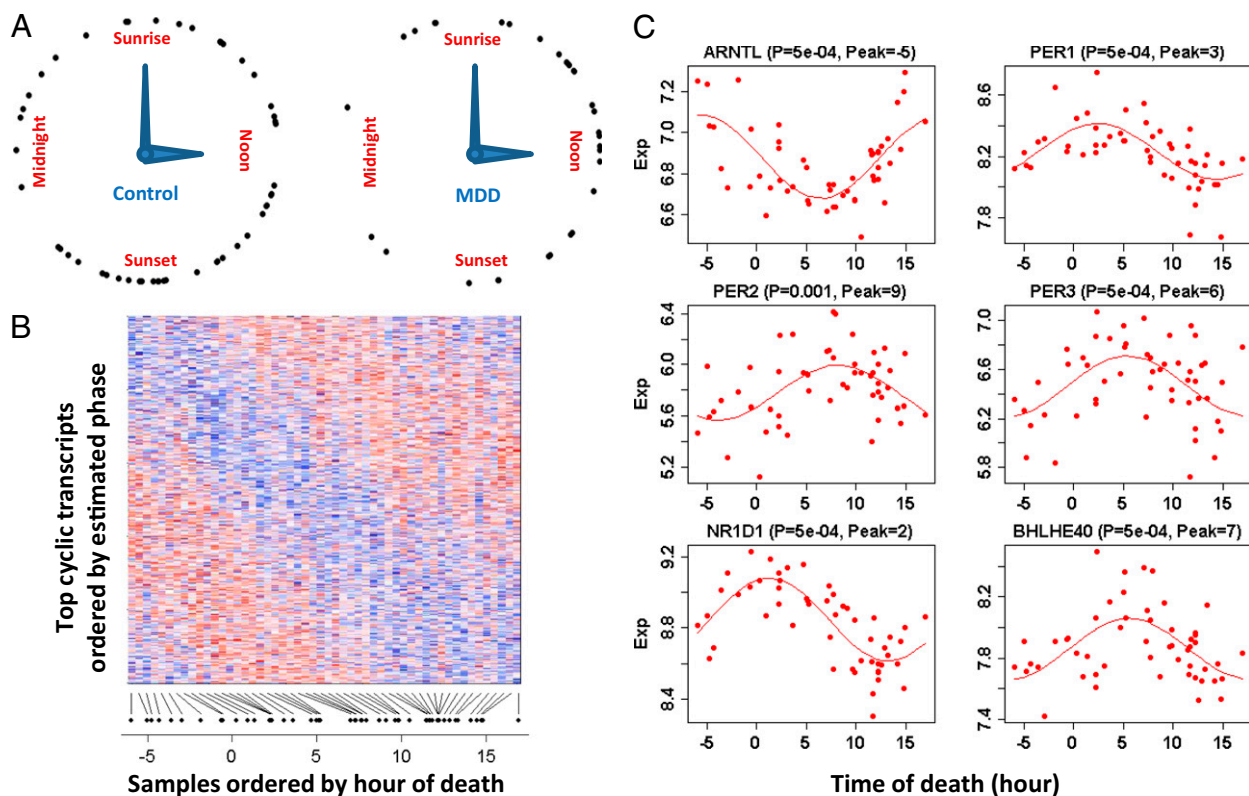 A
Sunrise
Midnight
Noon
Control
Sunset
Sunrise
Midnight
Noon
MDD
Sunset
B
Top cyclic transcripts
ordered by estimated phase
-5 0 5 10 15
Samples ordered by hour of death
C
ARNTL (P=5e-04, Peak=-5)
Exp
7.2
7.0
6.8
6.6
-5 0 5 10 15
PER1 (P=5e-04, Peak=3)
8.6
8.2
7.8
-5 0 5 10 15
PER2 (P=0.001, Peak=9)
Exp
6.4
6.0
5.6
5.2
-5 0 5 10 15
PER3 (P=5e-04, Peak=6)
7.0
6.6
6.2
5.8
-5 0 5 10 15
NR1D1 (P=5e-04, Peak=2)
Exp
9.2
8.8
8.4
-5 0 5 10 15
BHLHE40 (P=5e-04, Peak=7)
8.2
7.8
7.4
-5 0 5 10 15
Time of death (hour)